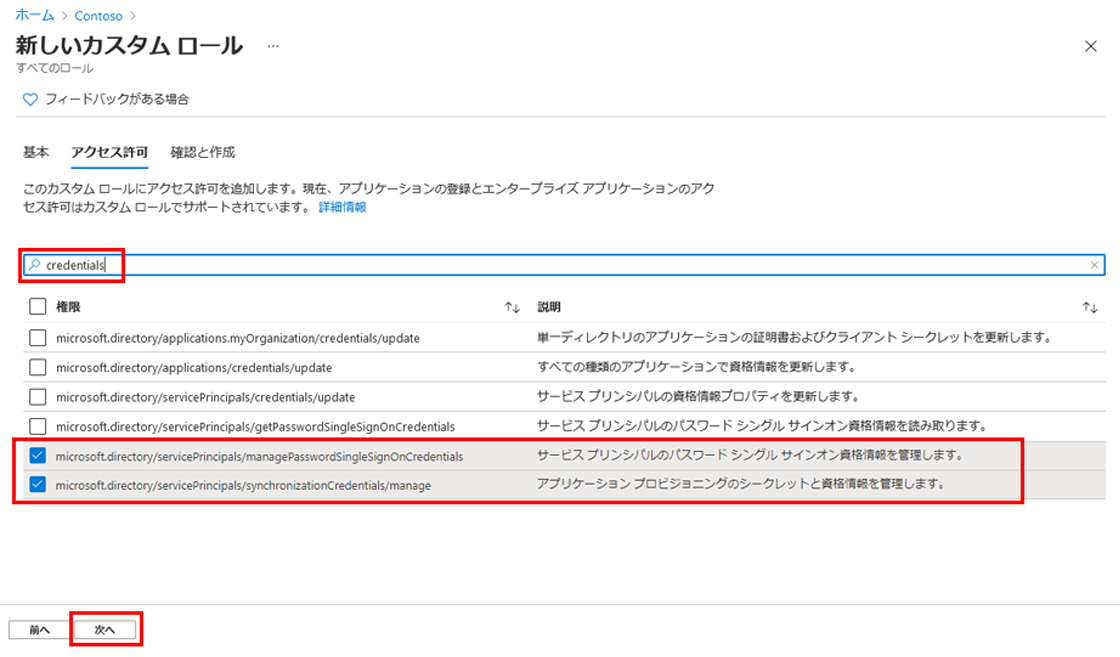 ホーム > Contoso >
新しいカスタム ロール ...
すべてのロール
フィードバックがある場合
基本 アクセス許可 確認と作成
このカスタム ロールにアクセス許可を追加します。現在、アプリケーションの登録とエンタープライズ アプリケーションのアク
セス許可はカスタム ロールでサポートされています。 詳細情報
credentials
権限 説明
microsoft.directory/applications.myOrganization/credentials/update 単一ディレクトリのアプリケーションの証明書およびクライアント シークレットを更新します。
microsoft.directory/applications/credentials/update すべての種類のアプリケーションで資格情報を更新します。
microsoft.directory/servicePrincipals/credentials/update サービス プリンシパルの資格情報プロパティを更新します。
microsoft.directory/servicePrincipals/getPasswordSingleSignOnCredentials サービス プリンシパルのパスワード シングル サインオン資格情報を読み取ります。
microsoft.directory/servicePrincipals/managePasswordSingleSignOnCredentials サービス プリンシパルのパスワード シングル サインオン資格情報を管理します。
microsoft.directory/servicePrincipals/synchronizationCredentials/manage アプリケーション プロビジョニングのシークレットと資格情報を管理します。
前へ 次へ